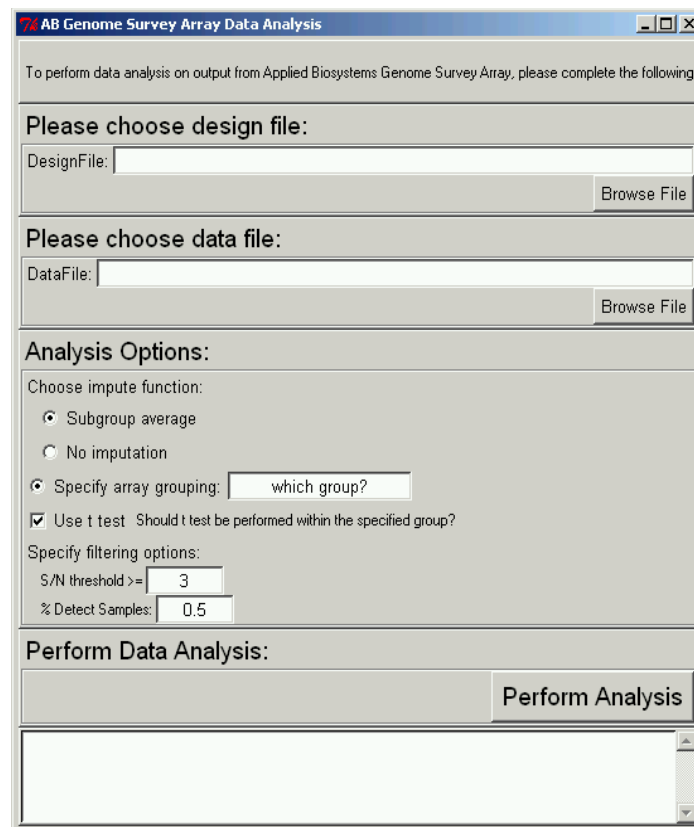 AB Genome Survey Array Data Analysis
To perform data analysis on output from Applied Biosystems Genome Survey Array, please complete the following
Please choose design file:
DesignFile:
Browse File
Please choose data file:
DataFile:
Browse File
Analysis Options:
Choose impute function:
Subgroup average
No imputation
Specify array grouping: which group?
Use t test Should t test be performed within the specified group?
Specify filtering options:
S/N threshold >= 3
% Detect Samples: 0.5
Perform Data Analysis:
Perform Analysis